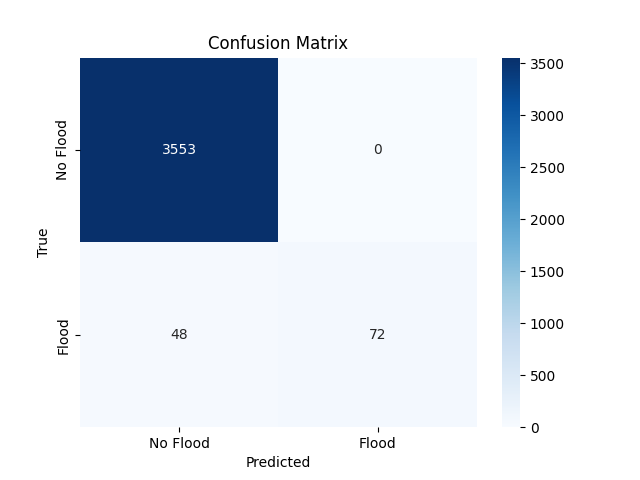 Confusion Matrix
True
No Flood
Flood
3553
0
48
72
No Flood
Flood
Predicted
3500
3000
2500
2000
1500
1000
500
0